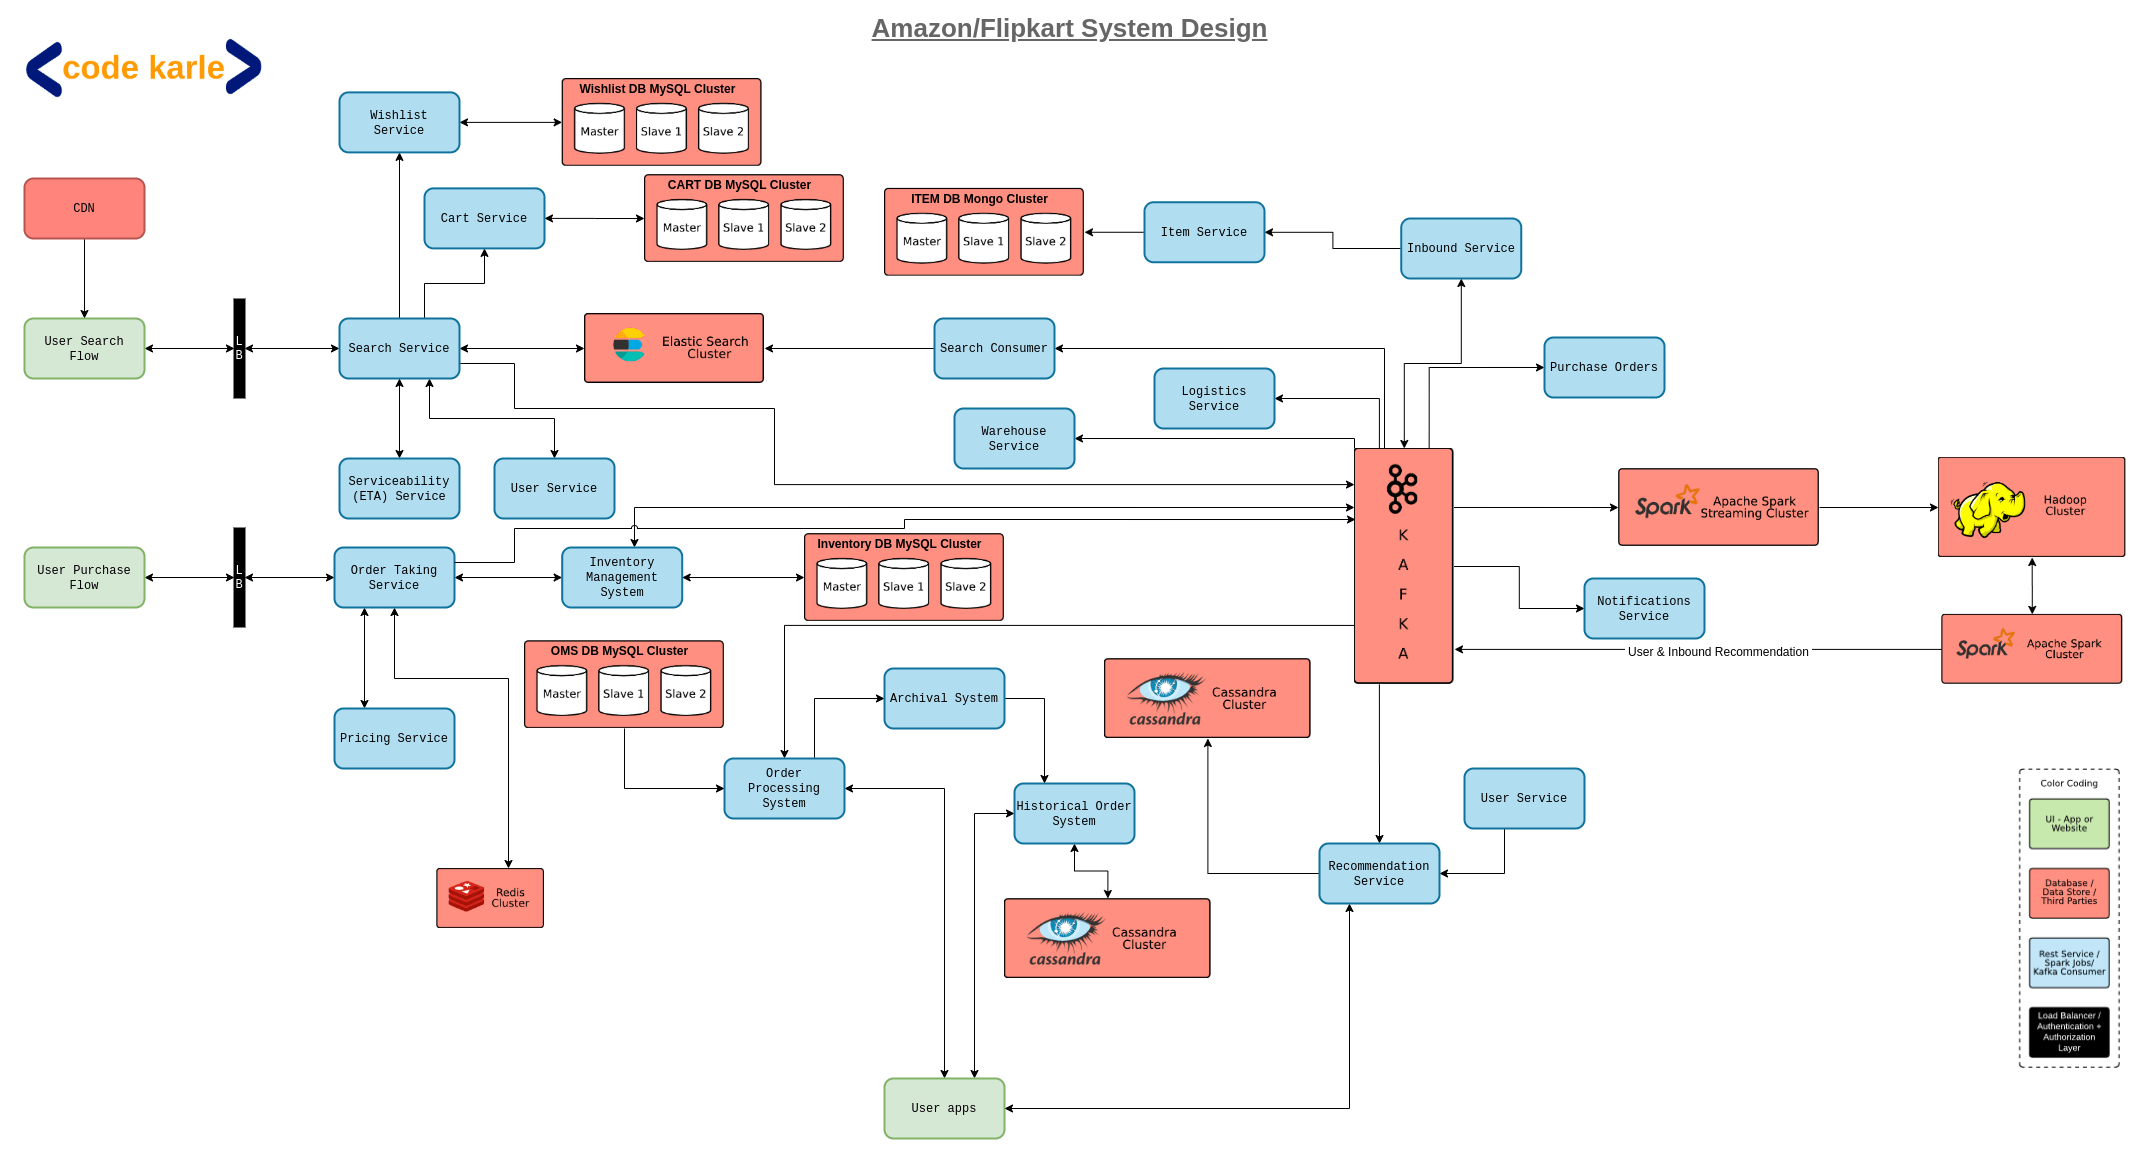 Amazon/Flipkart System Design
code karle
Wishlist
Service
Wishlist DB MySQL Cluster
Master
Slave 1
Slave 2
CDN
Cart Service
CART DB MySQL Cluster
Master
Slave 1
Slave 2
ITEM DB Mongo Cluster
Master
Slave 1
Slave 2
Item Service
Inbound Service
User Search
Flow
L
B
Search Service
Elastic Search
Cluster
Search Consumer
Purchase Orders
Logistics
Service
Warehouse
Service
Serviceability
(ETA) Service
User Service
K
A
F
K
A
Spark
Apache Spark
Streaming Cluster
Hadoop
Cluster
User Purchase
Flow
L
B
Order Taking
Service
Inventory
Management
System
Inventory DB MySQL Cluster
Master
Slave 1
Slave 2
Notifications
Service
User & Inbound Recommendation
Spark
Apache Spark
Cluster
OMS DB MySQL Cluster
Master
Slave 1
Slave 2
Archival System
cassandra
Cassandra
Cluster
Pricing Service
Order
Processing
System
Historical Order
System
User Service
Recommendation
Service
Redis
Cluster
cassandra
Cassandra
Cluster
User apps
Color Coding
UI - App or
Website
Database /
Data Store /
Third Parties
Rest Service /
Spark Jobs/
Kafka Consumer
Load Balancer /
Authentication +
Authorization
Layer